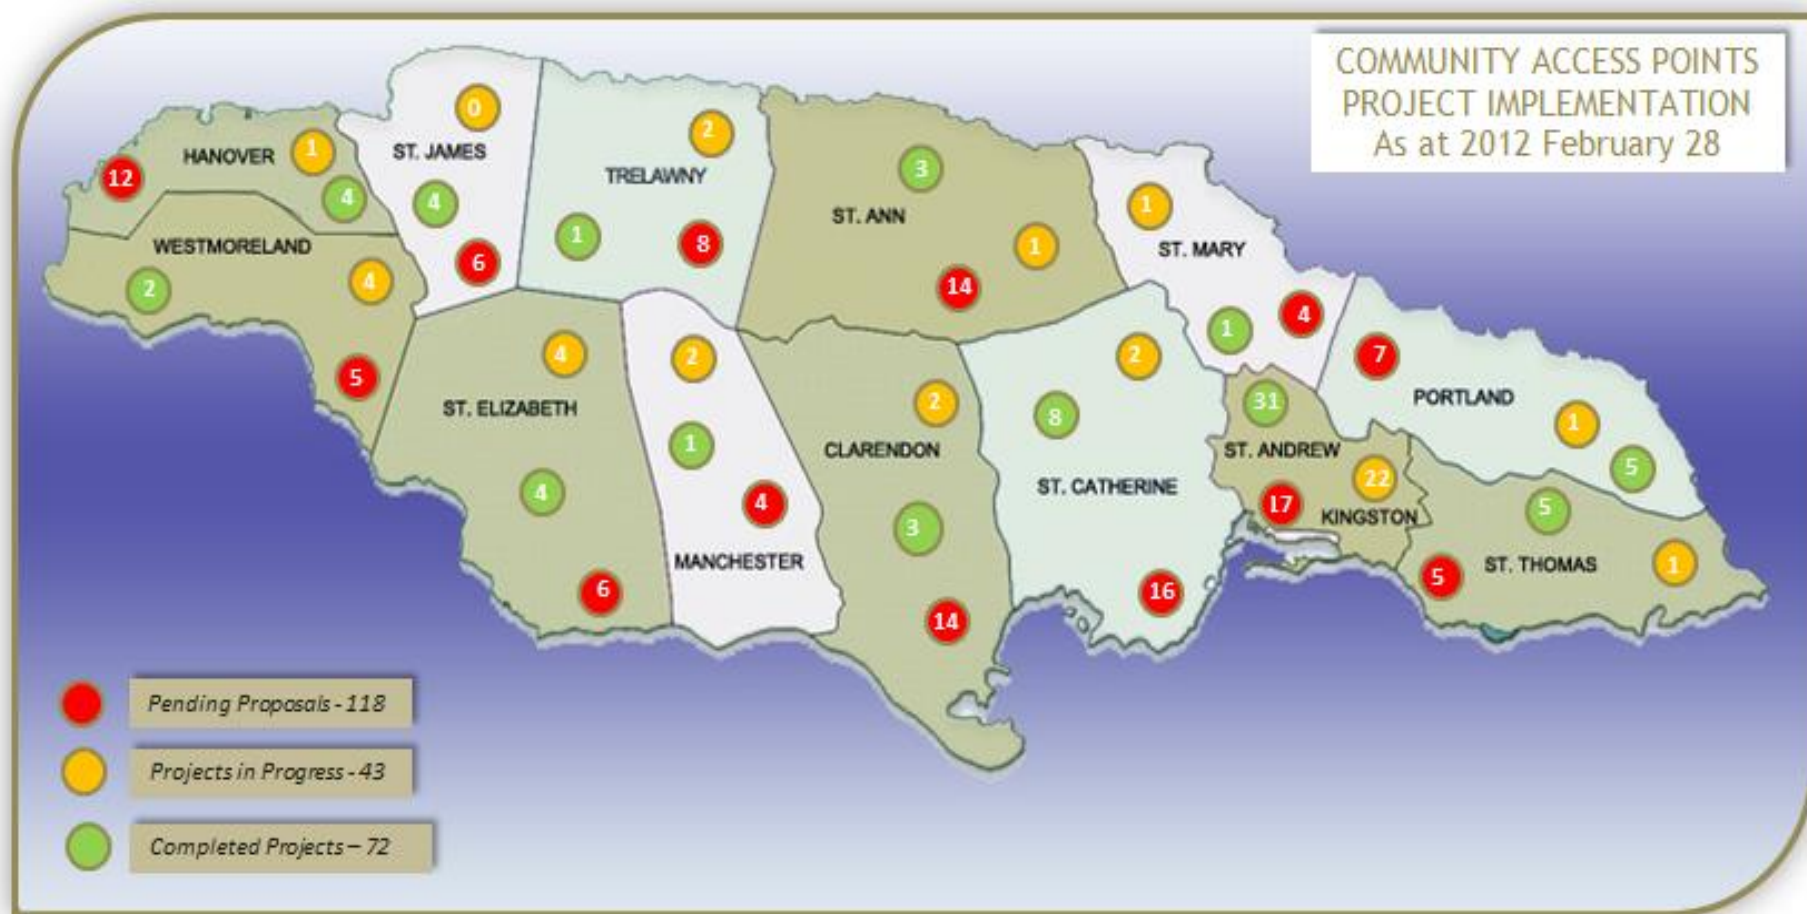 COMMUNITY ACCESS POINTS
PROJECT IMPLEMENTATION
As at 2012 February 28
HANOVER
12
1
4
WESTMORELAND
2
4
5
ST. JAMES
0
4
6
TRELAWNY
2
1
8
ST. ANN
3
1
14
ST. MARY
1
1
4
PORTLAND
7
1
5
ST. ELIZABETH
4
4
6
MANCHESTER
2
1
4
CLARENDON
2
3
14
ST. CATHERINE
2
8
16
ST. ANDREW
31
22
17
KINGSTON
ST. THOMAS
5
5
1
Pending Proposals - 118
Projects in Progress - 43
Completed Projects – 72